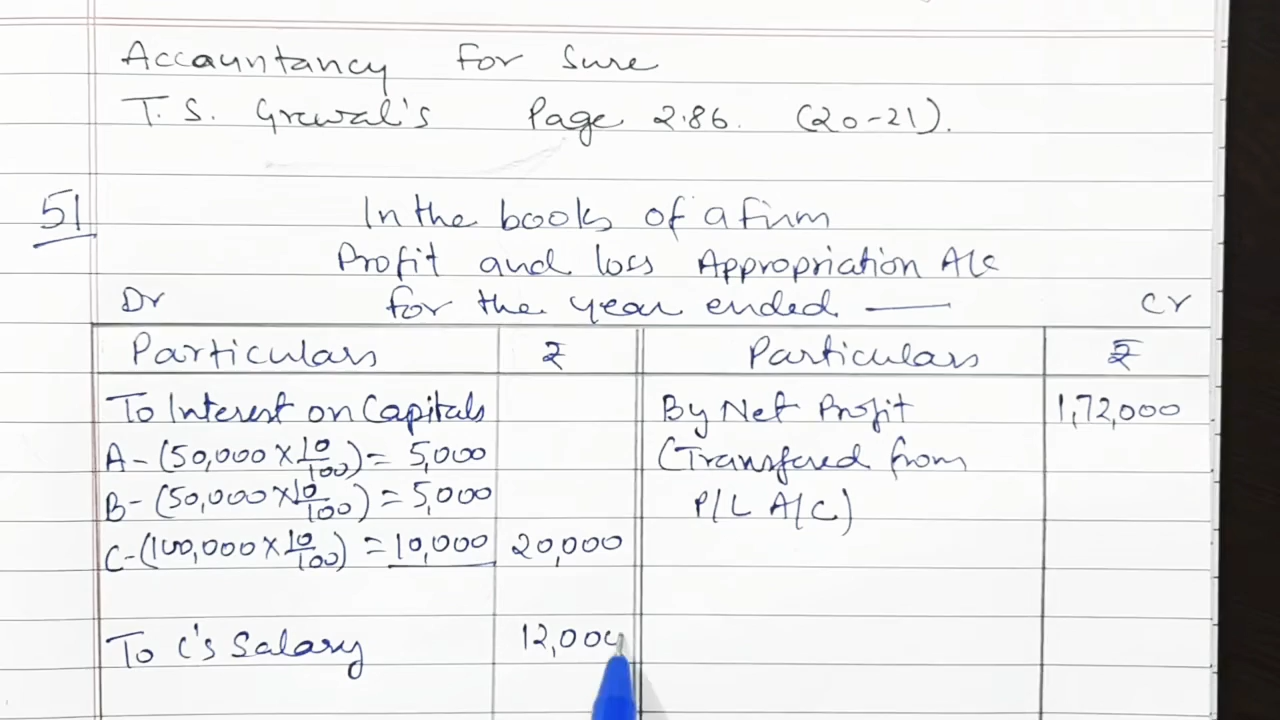 Accountancy For Sure
T. S. Grewal's Page 2.86. (20-21).
51
In the books of a firm
Profit and loss Appropriation A/c
Dr for the year ended — Cr
Particulars ₹ Particulars ₹
To Interest on Capitals By Net Profit 1,72,000
A - (50,000 × 10/100) = 5,000 (Transfered from
B - (50,000 × 10/100) = 5,000 P/L A/C)
C - (100,000 × 10/100) = 10,000 20,000
To C's Salary 12,000